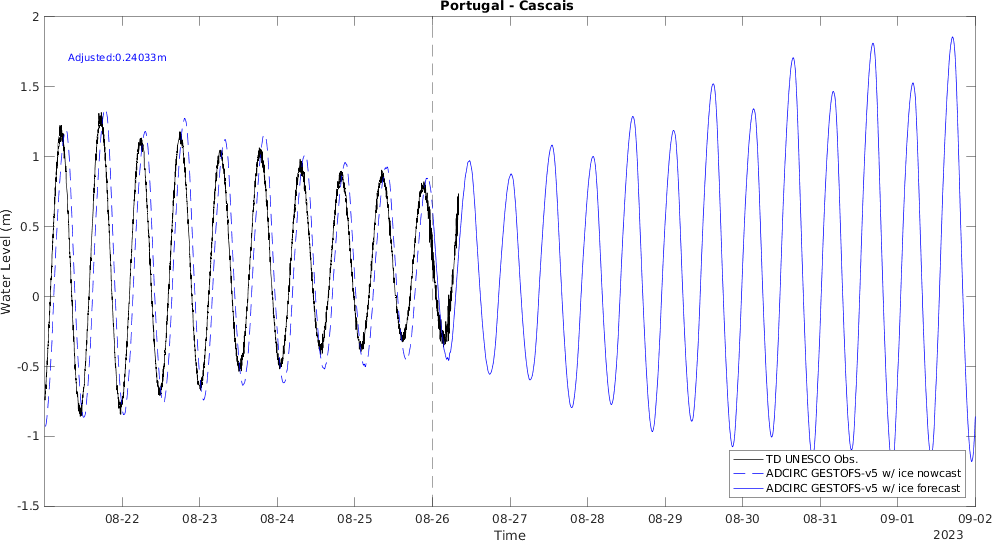 Portugal - Cascais
2
Adjusted:0.24033m
1.5
1
0.5
0
-0.5
-1
-1.5
Water Level (m)
TD UNESCO Obs.
ADCIRC GESTOFS-v5 w/ ice nowcast
ADCIRC GESTOFS-v5 w/ ice forecast
08-22 08-23 08-24 08-25 08-26 08-27 08-28 08-29 08-30 08-31 09-01 09-02
Time
2023